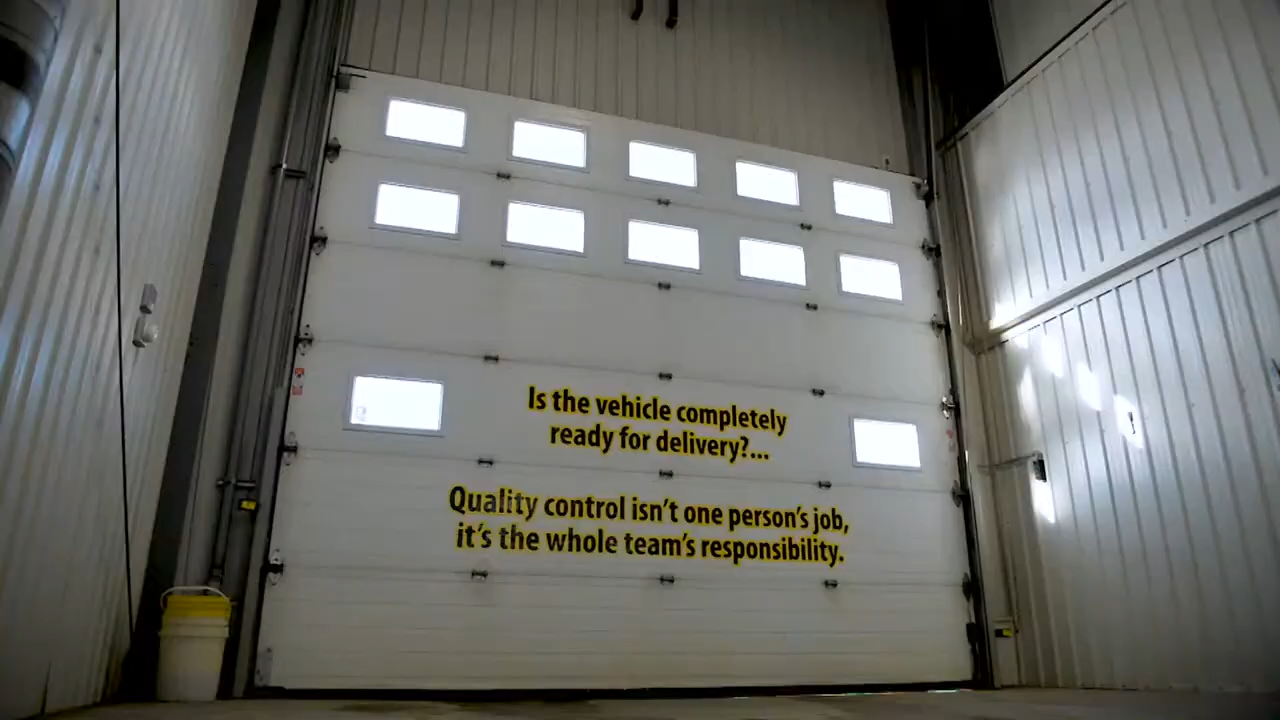 Is the vehicle completely
ready for delivery?...
Quality control isn't one person's job,
it's the whole team's responsibility.